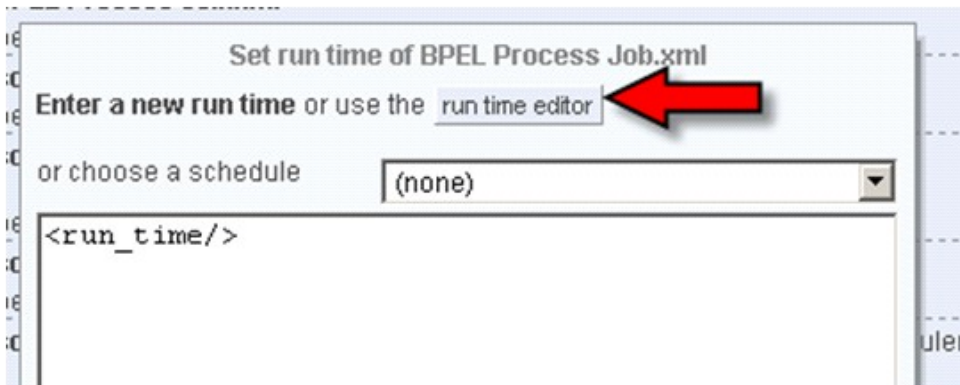 Set run time of BPEL Process Job.xml
Enter a new run time or use the run time editor
or choose a schedule (none)
<run_time/>